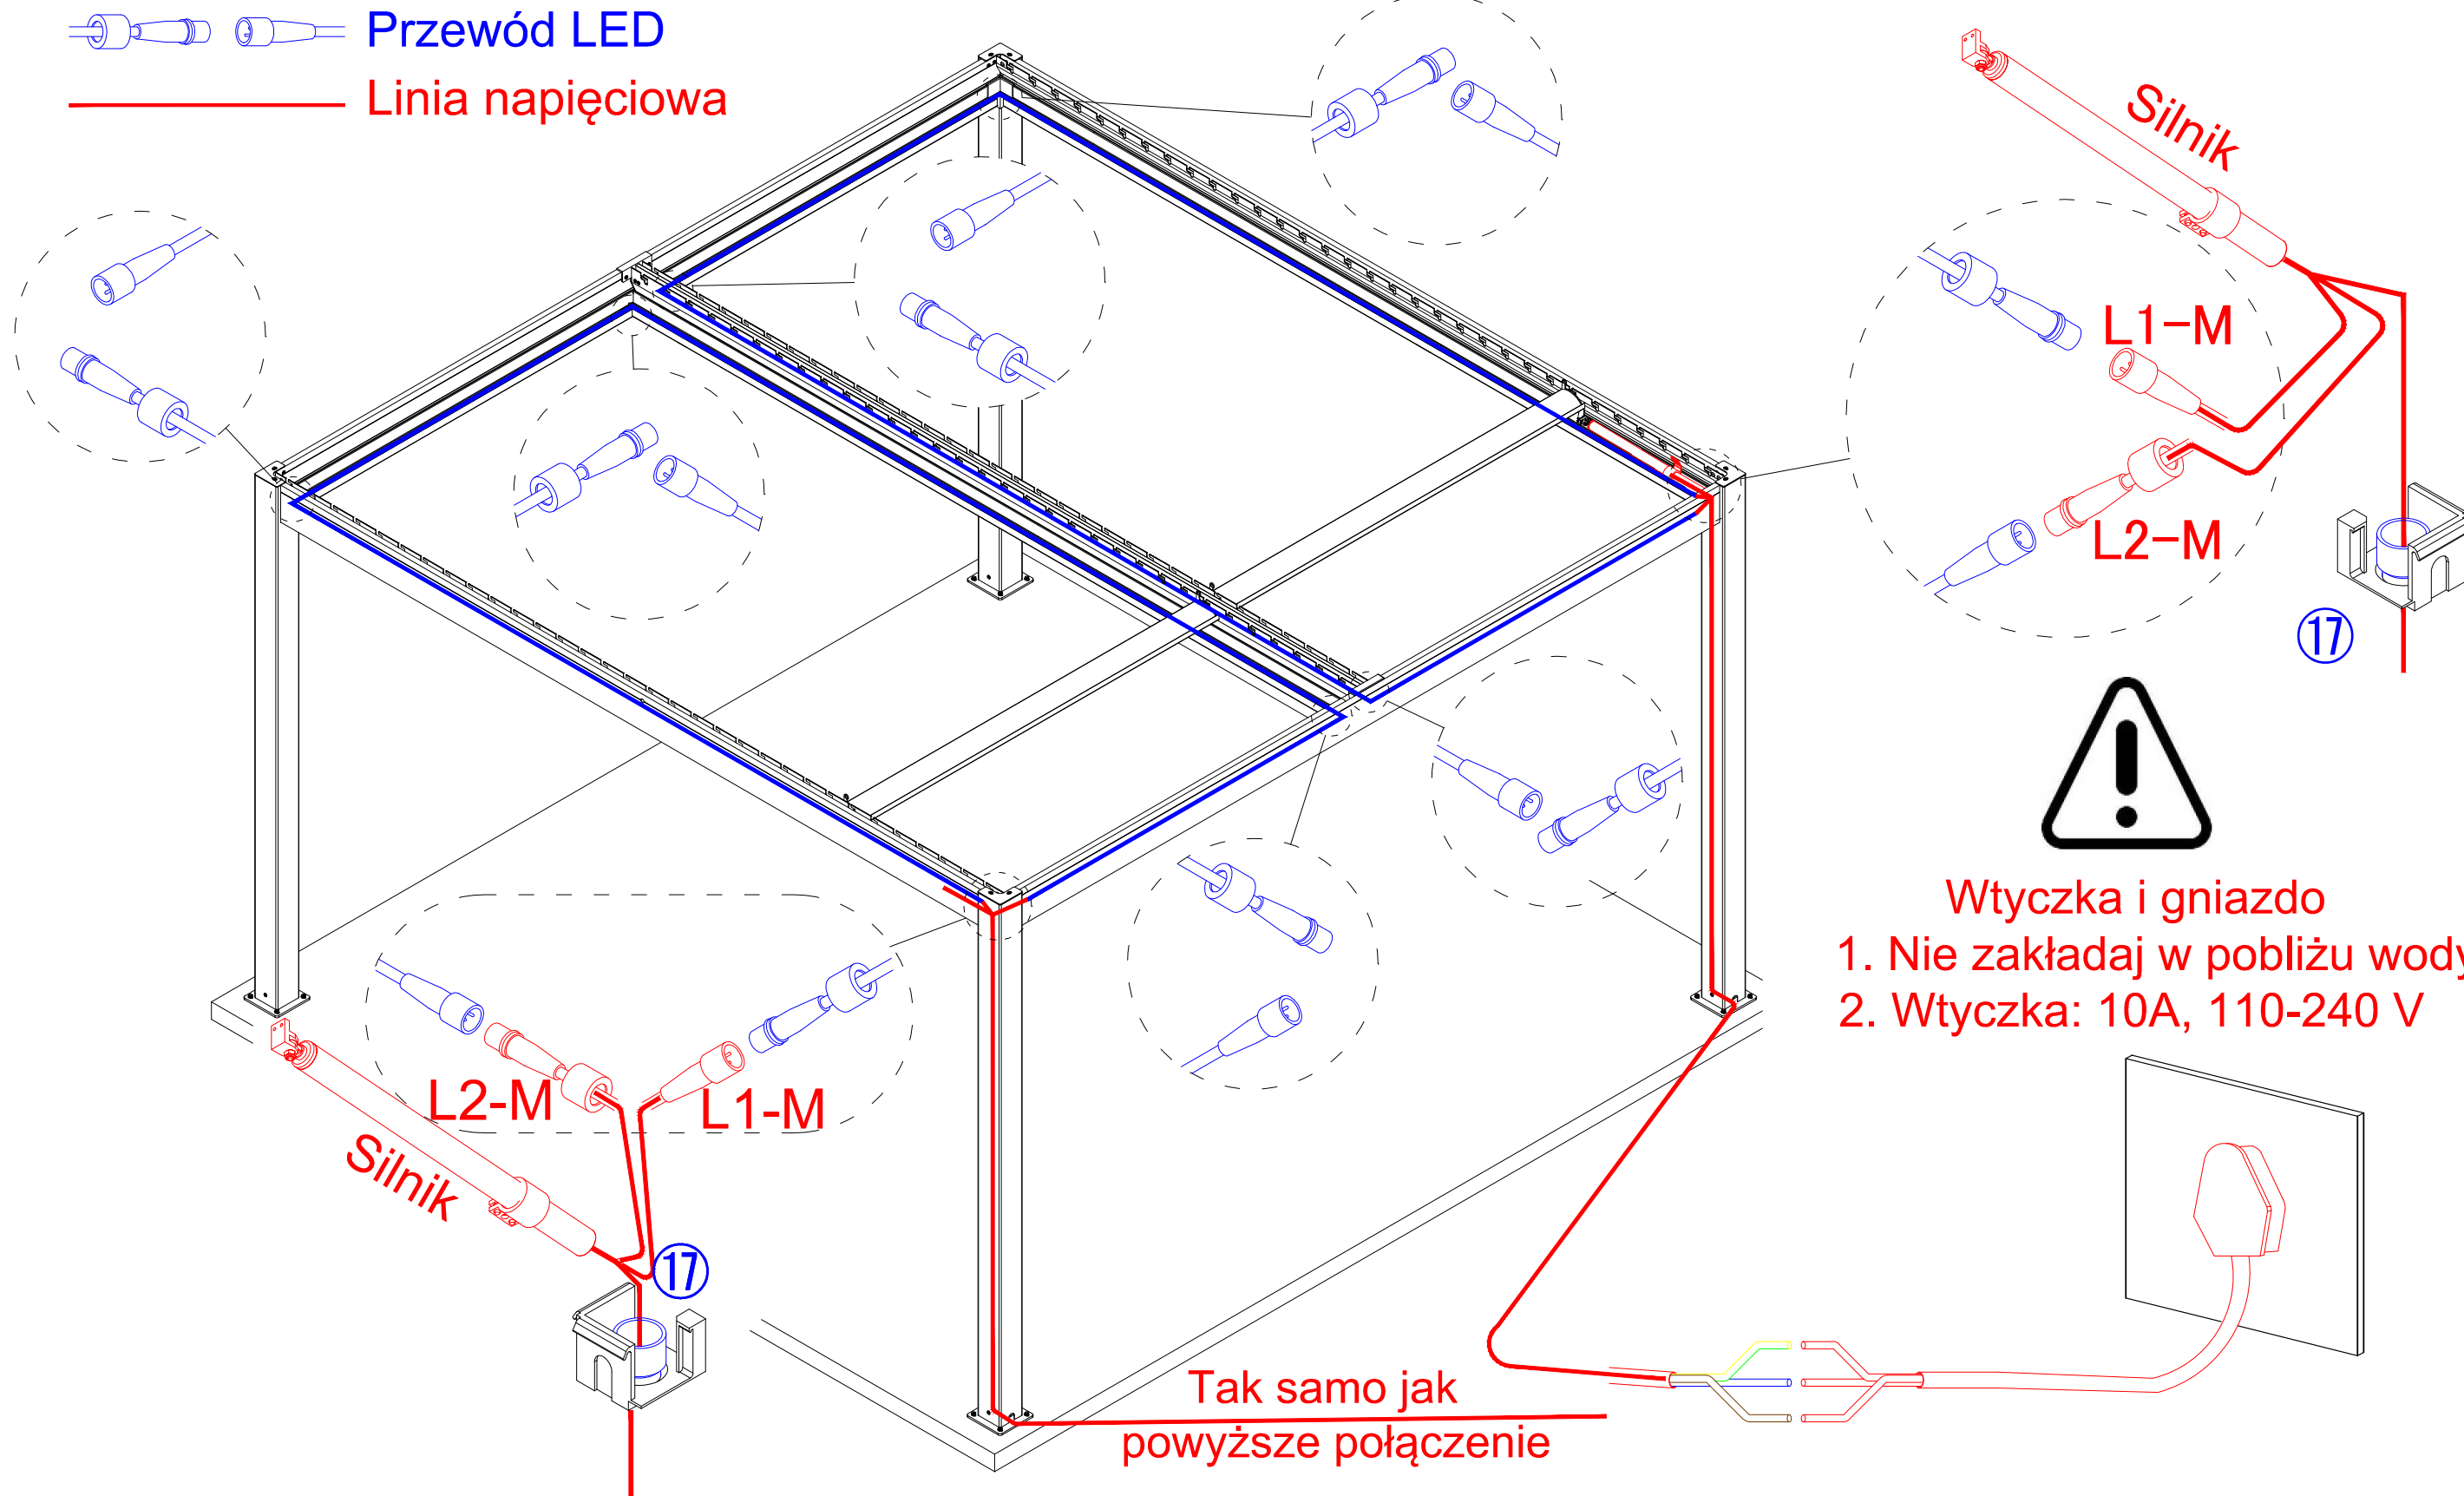 Przewód LED
Linia napięciowa
Silnik
L1-M
L2-M
17
Wtyczka i gniazdo
1. Nie zakładaj w pobliżu wody
2. Wtyczka: 10A, 110-240 V
L2-M
L1-M
Silnik
17
Tak samo jak
powyższe połączenie